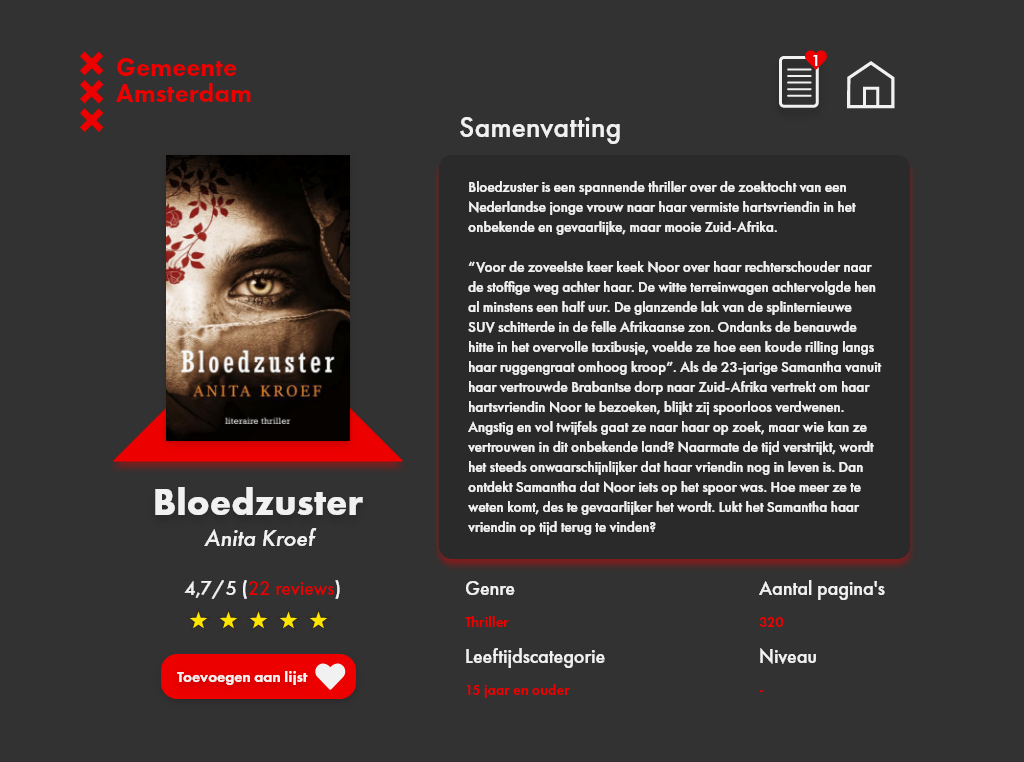 Gemeente
Amsterdam
1
Samenvatting
Bloedzuster
ANITA KROEF
literaire thriller
Bloedzuster is een spannende thriller over de zoektocht van een
Nederlandse jonge vrouw naar haar vermiste hartsvriendin in het
onbekende en gevaarlijke, maar mooie Zuid-Afrika.
“Voor de zoveelste keer keek Noor over haar rechterschouder naar
de stoffige weg achter haar. De witte terreinwagen achtervolgde hen
al minstens een half uur. De glanzende lak van de splinternieuwe
SUV schitterde in de felle Afrikaanse zon. Ondanks de benauwde
hitte in het overvolle taxibusje, voelde ze hoe een koude rilling langs
haar ruggengraat omhoog kroop”. Als de 23-jarige Samantha vanuit
haar vertrouwde Brabantse dorp naar Zuid-Afrika vertrekt om haar
hartsvriendin Noor te bezoeken, blijkt zij spoorloos verdwenen.
Angstig en vol twijfels gaat ze naar haar op zoek, maar wie kan ze
vertrouwen in dit onbekende land? Naarmate de tijd verstrijkt, wordt
het steeds onwaarschijnlijker dat haar vriendin nog in leven is. Dan
ontdekt Samantha dat Noor iets op het spoor was. Hoe meer ze te
weten komt, des te gevaarlijker het wordt. Lukt het Samantha haar
vriendin op tijd terug te vinden?
Bloedzuster
Anita Kroef
4,7/5 (22 reviews)
Toevoegen aan lijst
Genre
Thriller
Aantal pagina's
320
Leeftijdscategorie
15 jaar en ouder
Niveau
-